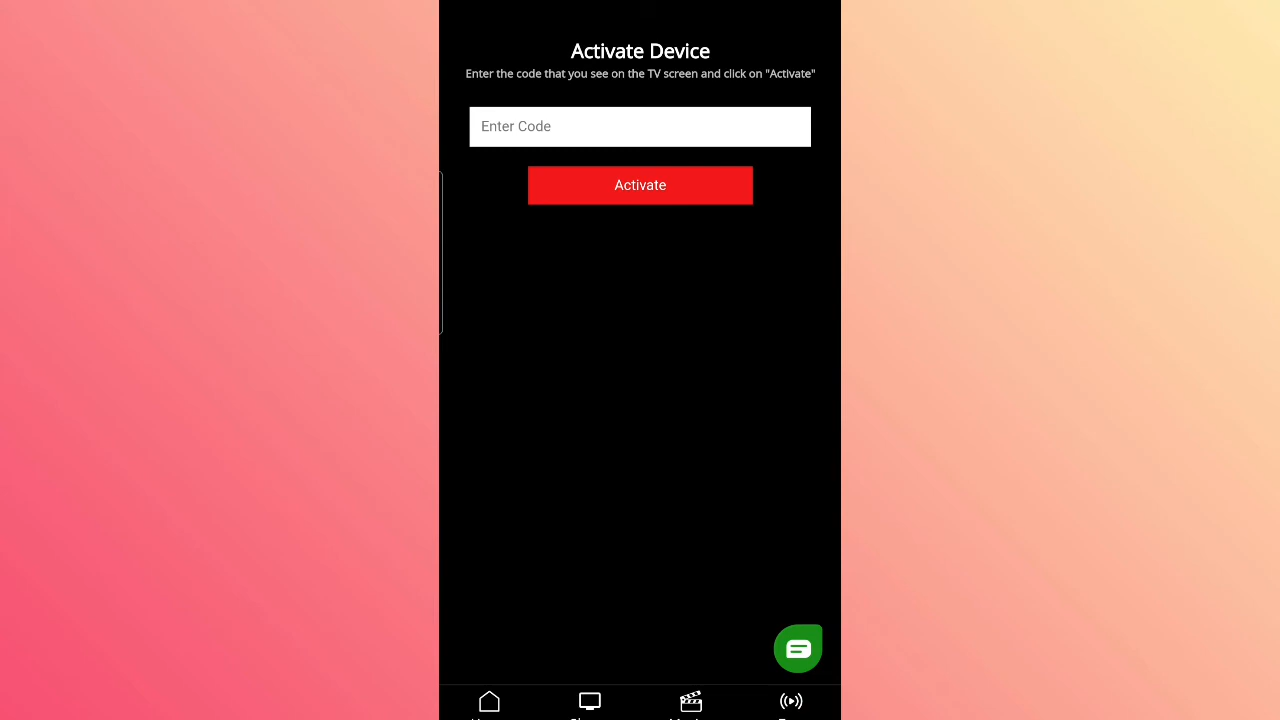 Activate Device
Enter the code that you see on the TV screen and click on "Activate"
Enter Code
Activate